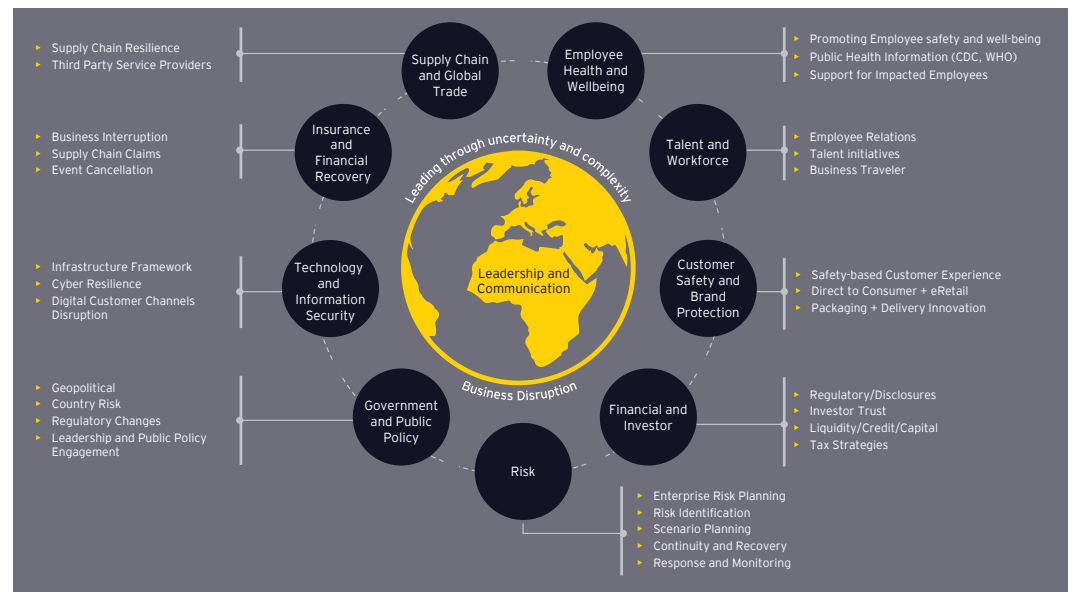 Supply Chain Resilience
Third Party Service Providers
Supply Chain
and Global
Trade
Employee
Health and
Wellbeing
Promoting Employee safety and well-being
Public Health Information (CDC, WHO)
Support for Impacted Employees
Business Interruption
Supply Chain Claims
Event Cancellation
Insurance
and
Financial
Recovery
Leading through uncertainty and complexity
Talent and
Workforce
Employee Relations
Talent initiatives
Business Traveler
Infrastructure Framework
Cyber Resilience
Digital Customer Channels
Disruption
Technology
and
Information
Security
Leadership and
Communication
Customer
Safety and
Brand
Protection
Safety-based Customer Experience
Direct to Consumer + eRetail
Packaging + Delivery Innovation
Business Disruption
Geopolitical
Country Risk
Regulatory Changes
Leadership and Public Policy
Engagement
Government
and Public
Policy
Financial and
Investor
Regulatory/Disclosures
Investor Trust
Liquidity/Credit/Capital
Tax Strategies
Risk
Enterprise Risk Planning
Risk Identification
Scenario Planning
Continuity and Recovery
Response and Monitoring